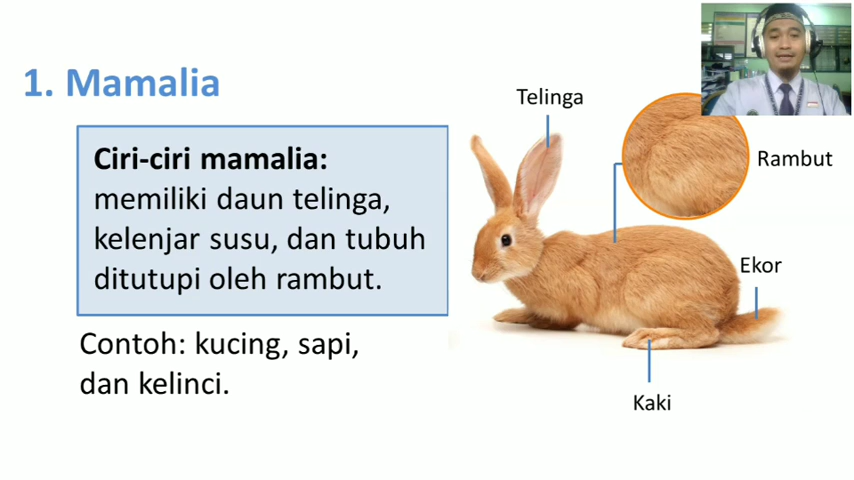 1. Mamalia
Ciri-ciri mamalia:
memiliki daun telinga,
kelenjar susu, dan tubuh
ditutupi oleh rambut.
Contoh: kucing, sapi,
dan kelinci.
Telinga
Rambut
Ekor
Kaki